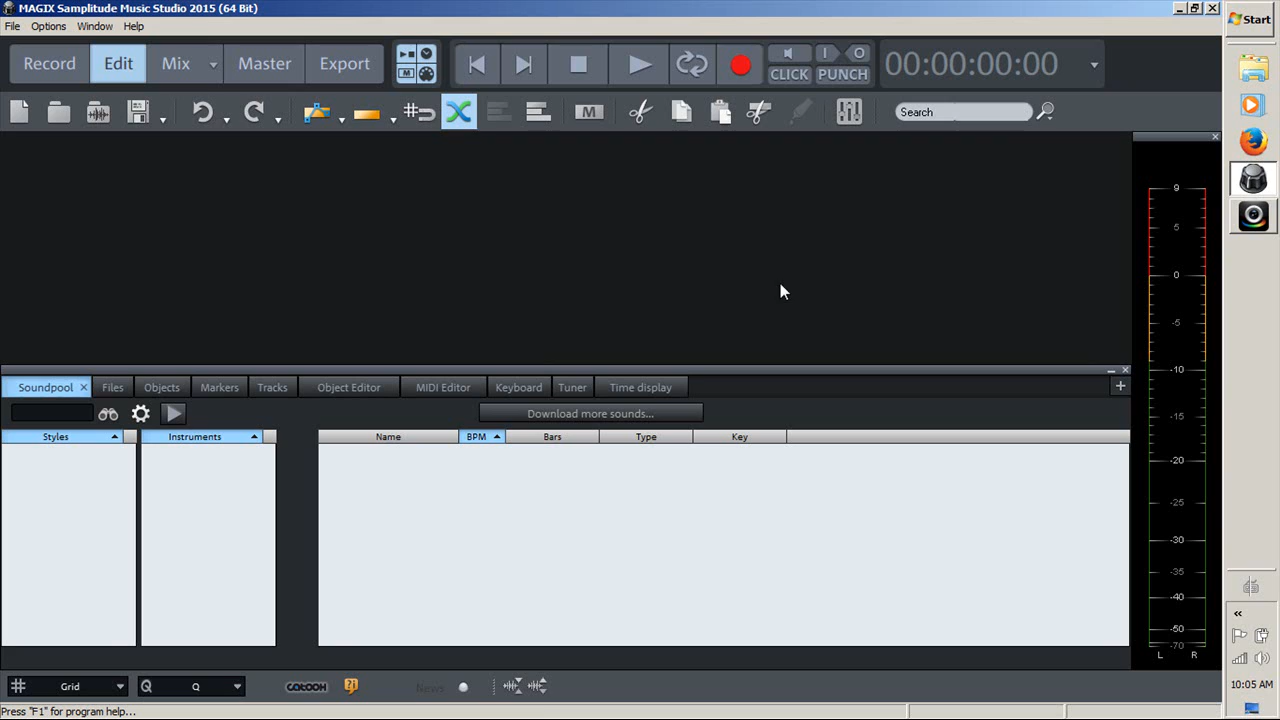 MAGIX Samplitude Music Studio 2015 (64 Bit)
File Options Window Help
Start
Record Edit Mix Master Export
I O
CLICK PUNCH
00:00:00:00
M
M
Search
9
5
0
-5
-10
-15
-20
-25
-30
-35
-40
-50
-70
L R
Soundpool Files Objects Markers Tracks Object Editor MIDI Editor Keyboard Tuner Time display
Download more sounds...
Styles Instruments Name BPM Bars Type Key
Grid Q Q catooh News
10:05 AM
Press "F1" for program help...